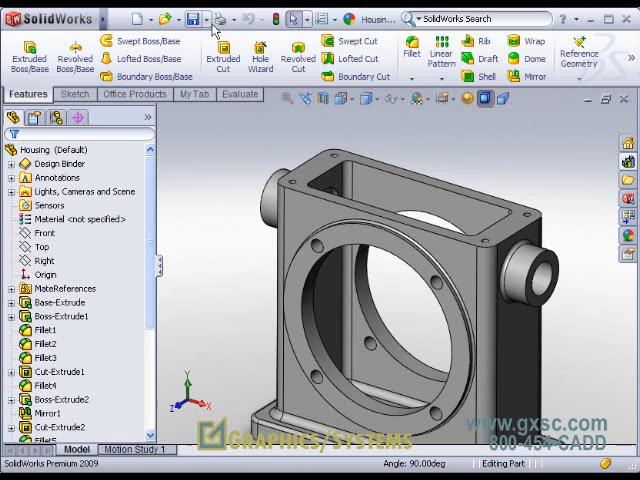 SolidWorks
Housin...
SolidWorks Search
Extruded Boss/Base
Revolved Boss/Base
Swept Boss/Base
Lofted Boss/Base
Boundary Boss/Base
Extruded Cut
Hole Wizard
Revolved Cut
Swept Cut
Lofted Cut
Boundary Cut
Fillet
Linear Pattern
Rib
Draft
Shell
Wrap
Dome
Mirror
Reference Geometry
Features
Sketch
Office Products
My Tab
Evaluate
Housing (Default)
Design Binder
Annotations
Lights, Cameras and Scene
Sensors
Material <not specified>
Front
Top
Right
Origin
MateReferences
Base-Extrude
Boss-Extrude1
Fillet1
Fillet2
Fillet3
Cut-Extrude1
Fillet4
Boss-Extrude2
Mirror1
Cut-Extrude2
Fillet5
Y
Z
X
GRAPHICS/SYSTEMS
www.gxsc.com
800-454-CADD
Model
Motion Study 1
SolidWorks Premium 2009
Angle: 90.00deg
Editing Part